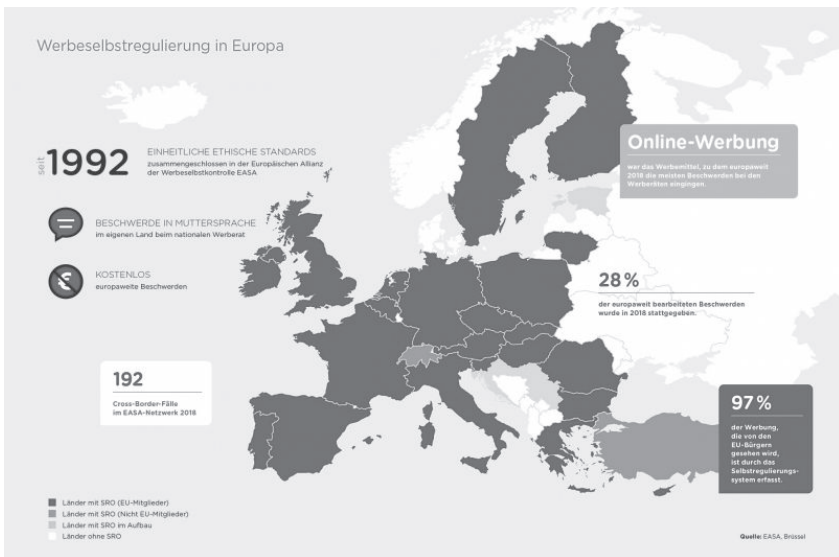 Werbeselbstregulierung in Europa
seit 1992
EINHEITLICHE ETHISCHE STANDARDS
zusammengeschlossen in der Europäischen Allianz
der Werbeselbstkontrolle EASA
BESCHWERDE IN MUTTERSPRACHE
im eigenen Land beim nationalen Werberat
KOSTENLOS
europaweite Beschwerden
192
Cross-Border-Fälle
im EASA-Netzwerk 2018
Online-Werbung
war das Werbemittel, zu dem europaweit
2018 die meisten Beschwerden bei den
Werberäten eingingen.
28 %
der europaweit bearbeiteten Beschwerden
wurde in 2018 stattgegeben.
97 %
der Werbung,
die von den
EU-Bürgern
gesehen wird,
ist durch das
Selbstregulierungs-
system erfasst.
Länder mit SRO (EU-Mitglieder)
Länder mit SRO (Nicht EU-Mitglieder)
Länder mit SRO im Aufbau
Länder ohne SRO
Quelle: EASA, Brüssel